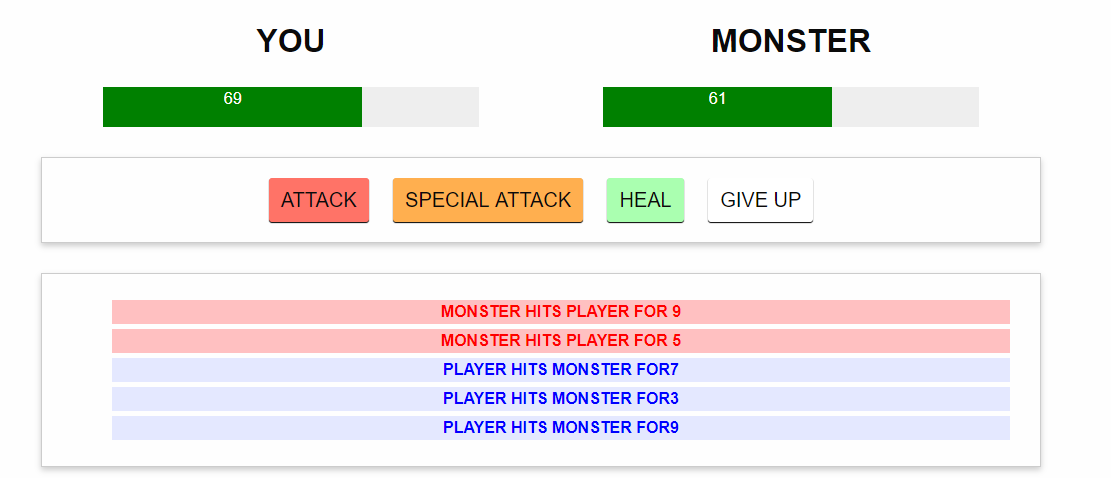 YOU
MONSTER
69
61
ATTACK
SPECIAL ATTACK
HEAL
GIVE UP
MONSTER HITS PLAYER FOR 9
MONSTER HITS PLAYER FOR 5
PLAYER HITS MONSTER FOR7
PLAYER HITS MONSTER FOR3
PLAYER HITS MONSTER FOR9